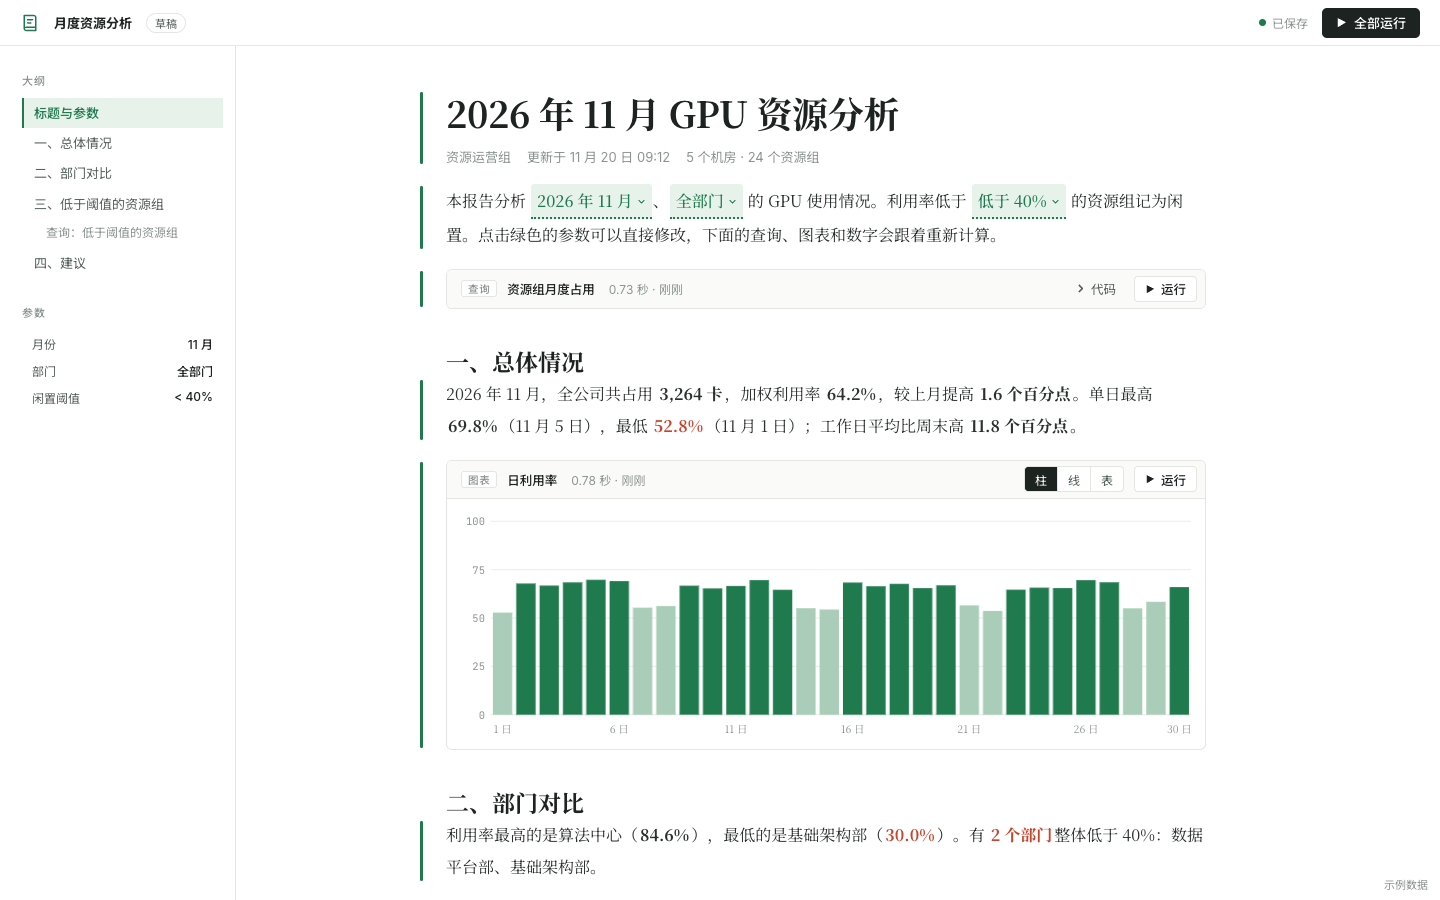 月度资源分析 草稿 已保存 全部运行
大纲
标题与参数
一、总体情况
二、部门对比
三、低于阈值的资源组
查询：低于阈值的资源组
四、建议
参数
月份 11 月
部门 全部门
闲置阈值 < 40%
2026 年 11 月 GPU 资源分析
资源运营组 更新于 11 月 20 日 09:12 5 个机房 · 24 个资源组
本报告分析 2026 年 11 月 、 全部门 的 GPU 使用情况。利用率低于 低于 40% 的资源组记为闲
置。点击绿色的参数可以直接修改，下面的查询、图表和数字会跟着重新计算。
查询 资源组月度占用 0.73 秒 · 刚刚 代码 运行
一、总体情况
2026 年 11 月，全公司共占用 3,264 卡，加权利用率 64.2%，较上月提高 1.6 个百分点。单日最高
69.8%（11 月 5 日），最低 52.8%（11 月 1 日）；工作日平均比周末高 11.8 个百分点。
图表 日利用率 0.78 秒 · 刚刚 柱 线 表 运行
100
75
50
25
0
1 日 6 日 11 日 16 日 21 日 26 日 30 日
二、部门对比
利用率最高的是算法中心（84.6%），最低的是基础架构部（30.0%）。有 2 个部门整体低于 40%：数据
平台部、基础架构部。
示例数据